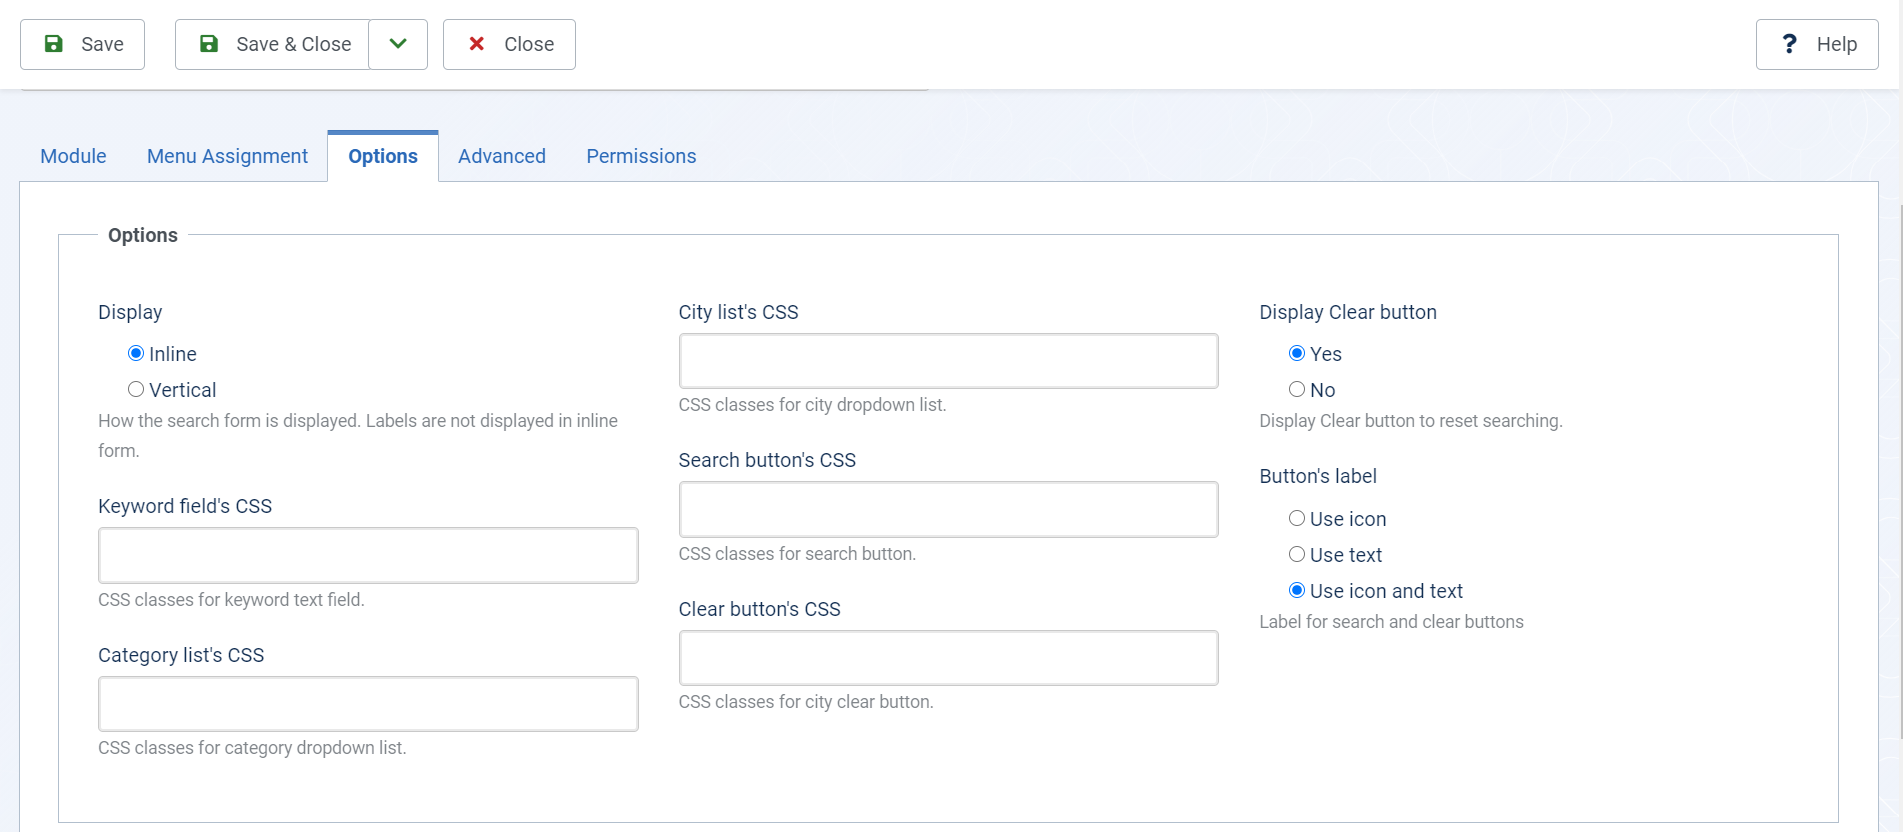 Save
Save & Close
Close
? Help
Module
Menu Assignment
Options
Advanced
Permissions
Options
Display
Inline
Vertical
How the search form is displayed. Labels are not displayed in inline
form.
Keyword field's CSS
CSS classes for keyword text field.
Category list's CSS
CSS classes for category dropdown list.
City list's CSS
CSS classes for city dropdown list.
Search button's CSS
CSS classes for search button.
Clear button's CSS
CSS classes for city clear button.
Display Clear button
Yes
No
Display Clear button to reset searching.
Button's label
Use icon
Use text
Use icon and text
Label for search and clear buttons